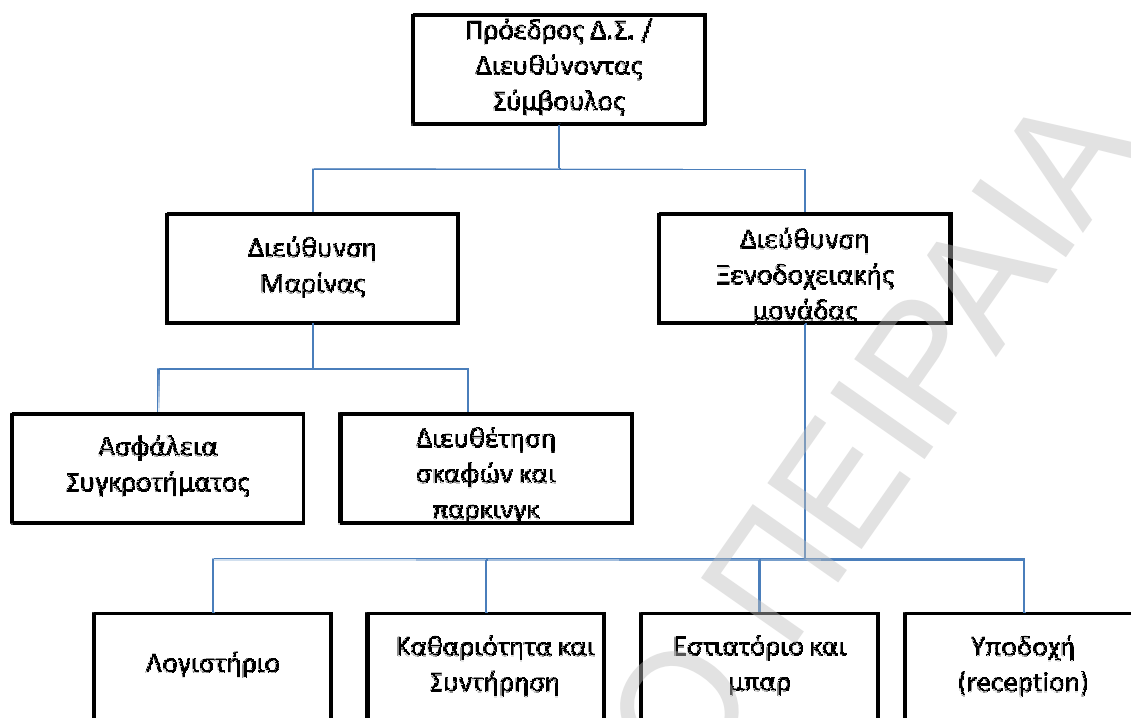 Πρόεδρος Δ.Σ. /
Διευθύνοντας
Σύμβουλος
Διεύθυνση
Μαρίνας
Διεύθυνση
Ξενοδοχειακής
μονάδας
Ασφάλεια
Συγκροτήματος
Διευθέτηση
σκαφών και
παρκινγκ
Λογιστήριο
Καθαριότητα και
Συντήρηση
Εστιατόριο και
μπαρ
Υποδοχή
(reception)
Ο ΠΕΙΡΑΙΑ